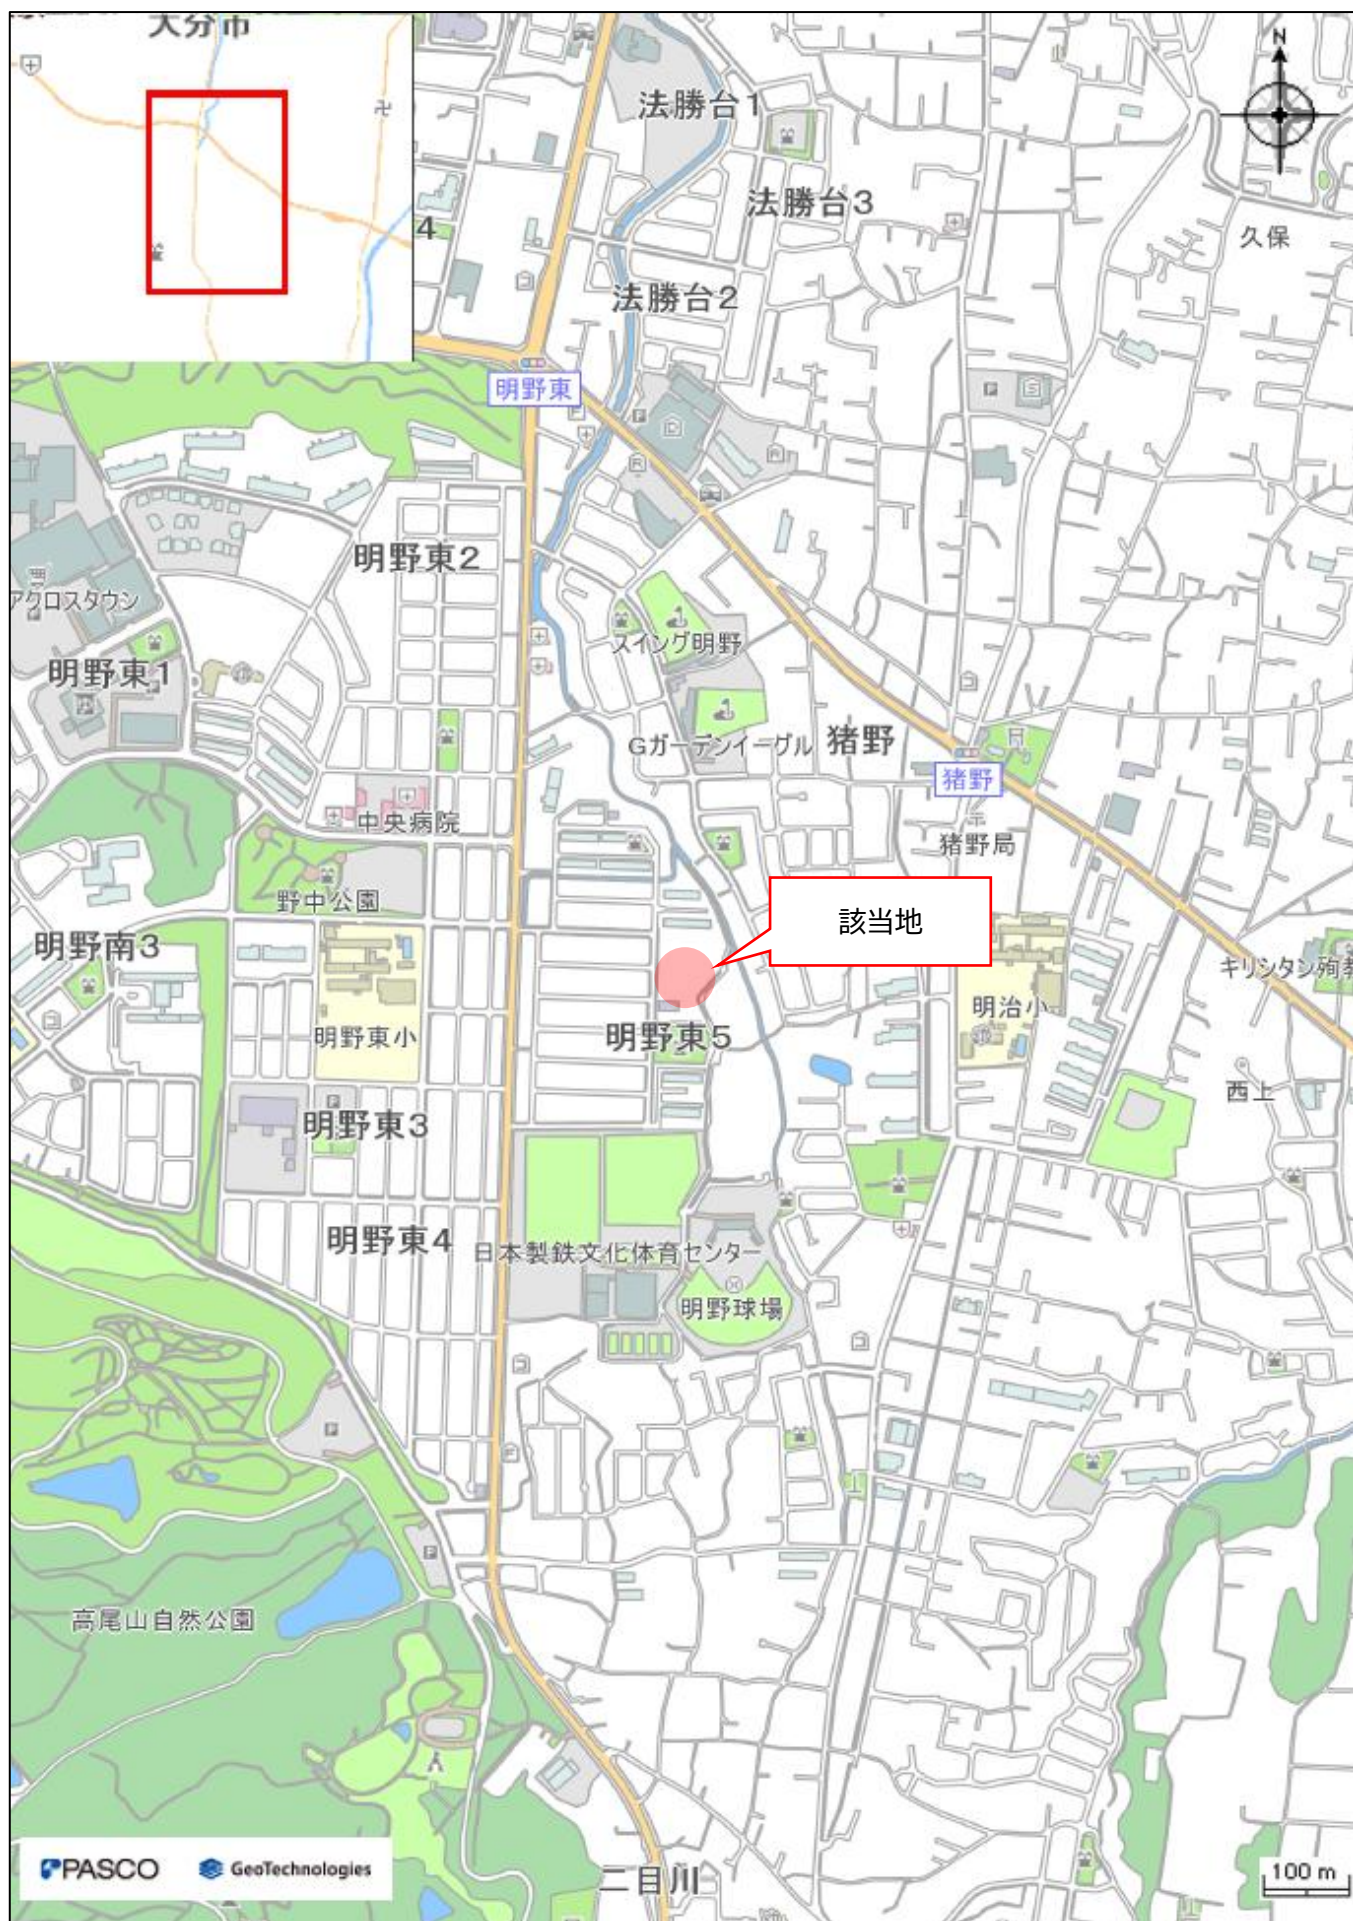 大分市
N
法勝台1
法勝台3
4
久保
法勝台2
明野東
明野東2
アクロスタウン
スイング明野
明野東1
Gガーデンイーグル
猪野
猪野
中央病院
猪野局
野中公園
該当地
明野南3
キリシタン殉教
明治小
明野東小
明野東5
西上
明野東3
明野東4
日本製鉄文化体育センター
明野球場
高尾山自然公園
PASCO
GeoTechnologies
二目川
100 m